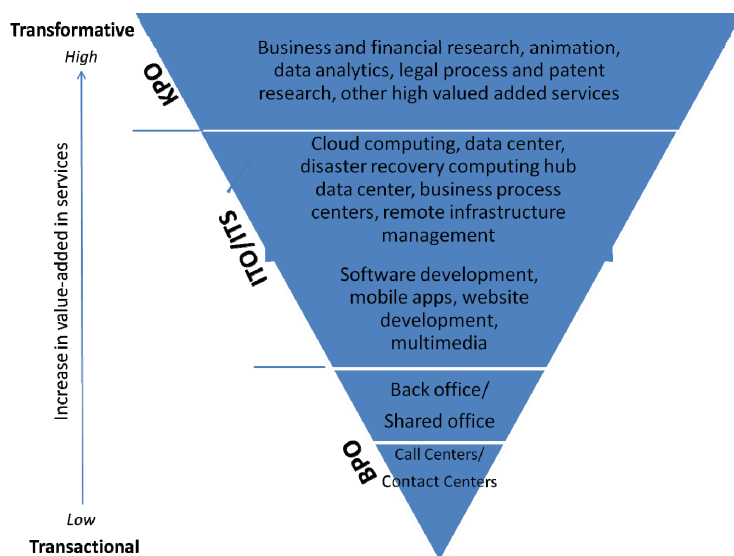 Transformative
High
Increase in value-added in services
Low
Transactional
KPO
Business and financial research, animation,
data analytics, legal process and patent
research, other high valued added services
ITO/ITS
Cloud computing, data center,
disaster recovery computing hub
data center, business process
centers, remote infrastructure
management
Software development,
mobile apps, website
development,
multimedia
BPO
Back office/
Shared office
Call Centers/
Contact Centers